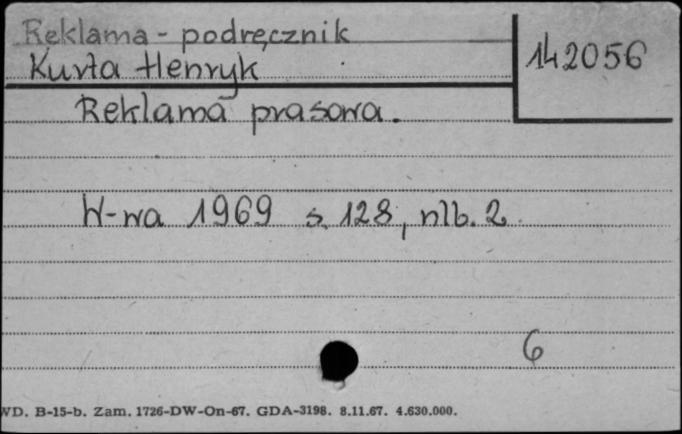 Reklama - podręcznik
142056
Kurta Henryk
Reklama prasowa.
W-wa 1969 s. 128, nlb. 2
6
WD. B-15-b. Zam. 1726-DW-On-67. GDA-3198. 8.11.67. 4.630.000.